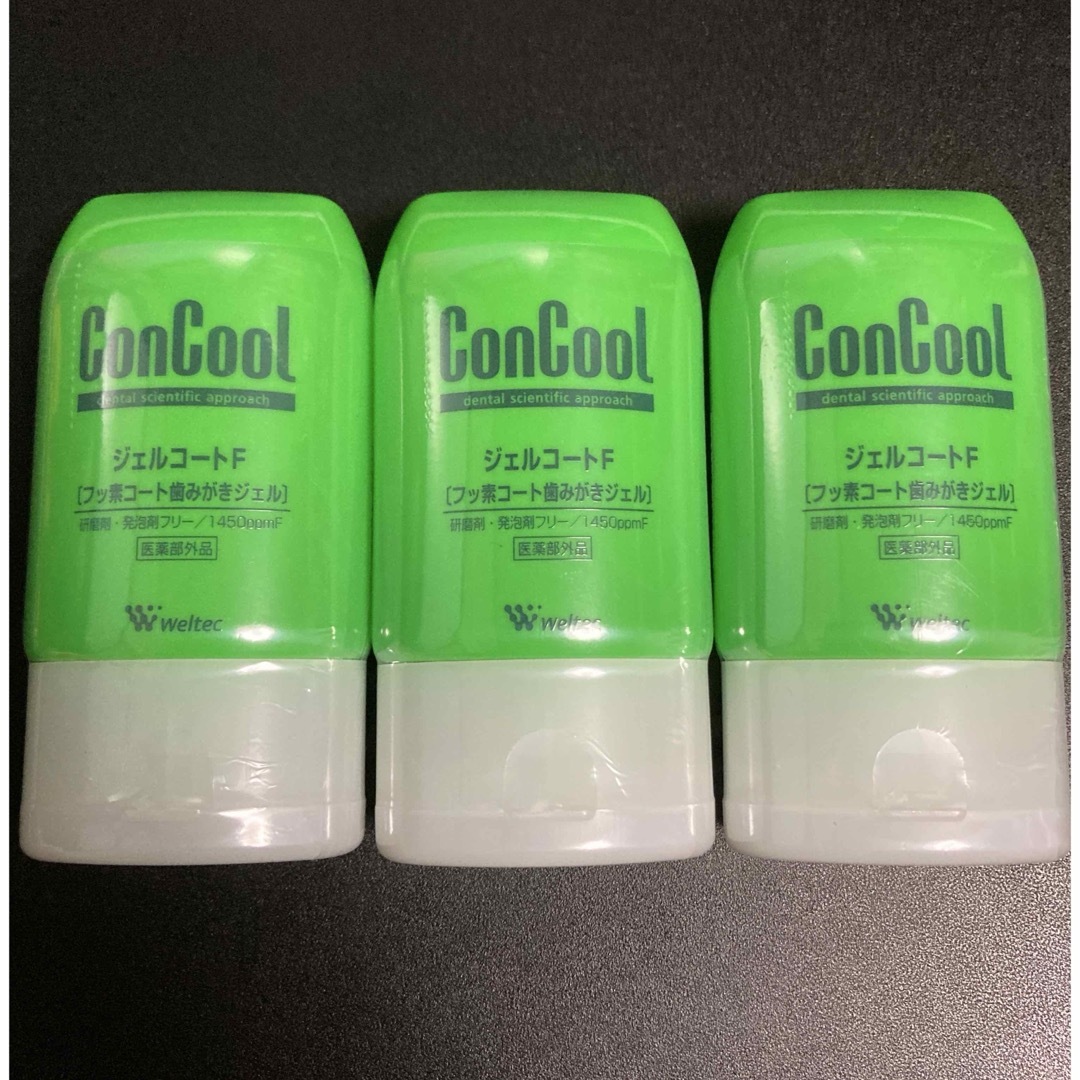 ConCool
dental scientific approach
ジェルコートF
[フッ素コート歯みがきジェル]
研磨剤・発泡剤フリー/1450ppmF
医薬部外品
Weltec
ConCool
dental scientific approach
ジェルコートF
[フッ素コート歯みがきジェル]
研磨剤・発泡剤フリー/1450ppmF
医薬部外品
Weltec
ConCool
dental scientific approach
ジェルコートF
[フッ素コート歯みがきジェル]
研磨剤・発泡剤フリー/1450ppmF
医薬部外品
Weltec